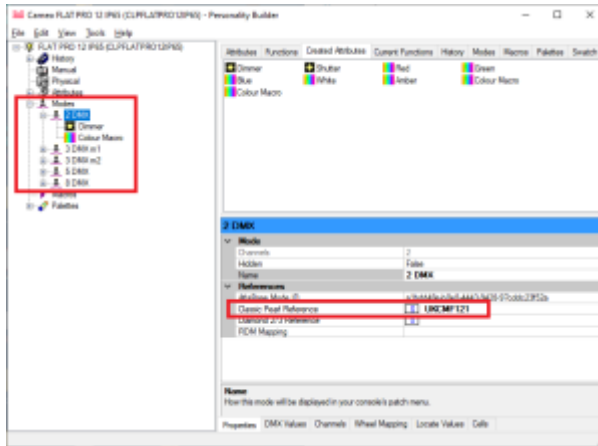 Cameo FLAT PRO 12 IP65 (CLPFLATPRO12IP65) - Personality Builder
File Edit View Tools Help
FLAT PRO 12 IP65 (CLPFLATPRO12IP65)
History
Manual
Physical
Attributes
Modes
2 DMX
Dimmer
Colour Macro
3 DMX m1
3 DMX m2
5 DMX
8 DMX
Macros
Palettes
Attributes Functions Created Attributes Current Functions History Modes Macros Palettes Swatch
Dimmer Shutter Red Green
Blue White Amber Colour Macro
Colour Macro
2 DMX
Mode
Channels 2
Hidden False
Name 2 DMX
References
Classic Pearl Reference UKCMF121
Diamond 2/3 Reference
RDM Mapping
Name
How this mode will be displayed in your console's patch menu.
Properties DMX Values Channels Wheel Mapping Locate Values Cells